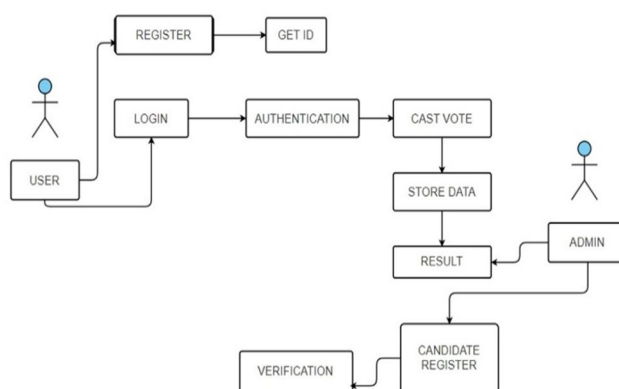 REGISTER
GET ID
LOGIN
AUTHENTICATION
CAST VOTE
USER
STORE DATA
ADMIN
RESULT
CANDIDATE
REGISTER
VERIFICATION